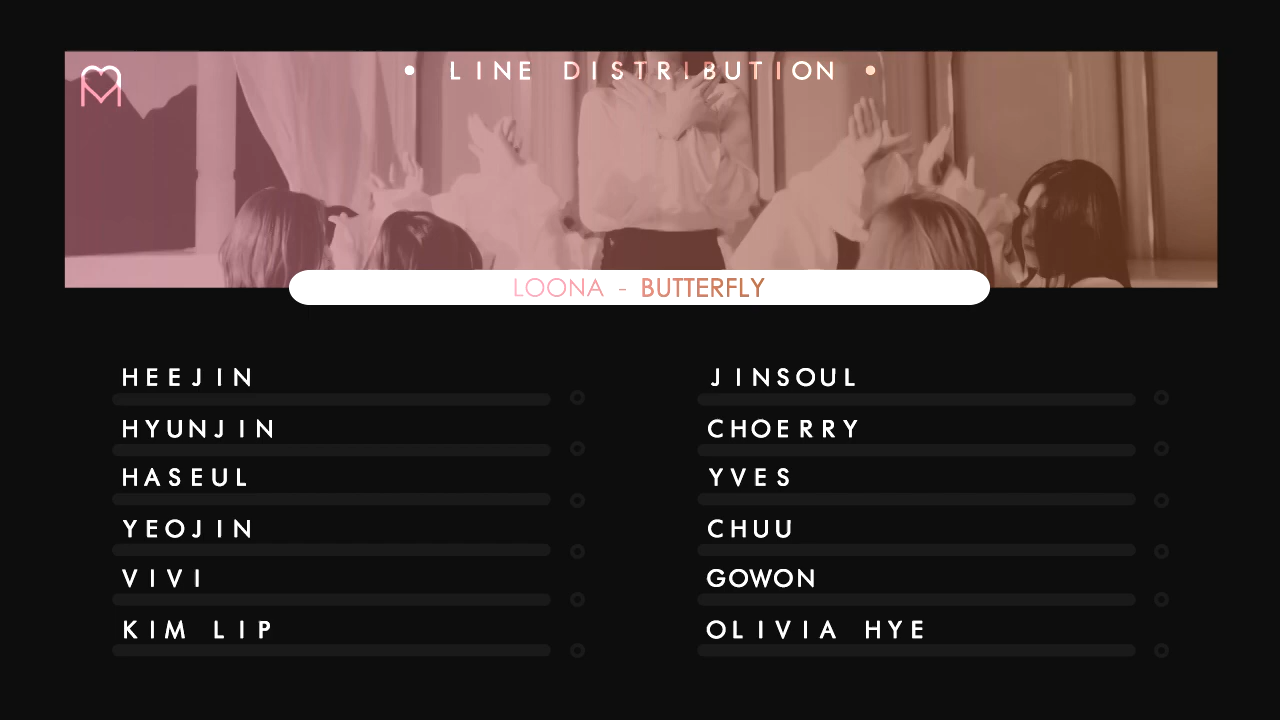 • LINE DISTRIBUTION •
LOONA - BUTTERFLY
HEEJIN
HYUNJIN
HASEUL
YEOJIN
VIVI
KIM LIP
JINSOUL
CHOERRY
YVES
CHUU
GOWON
OLIVIA HYE